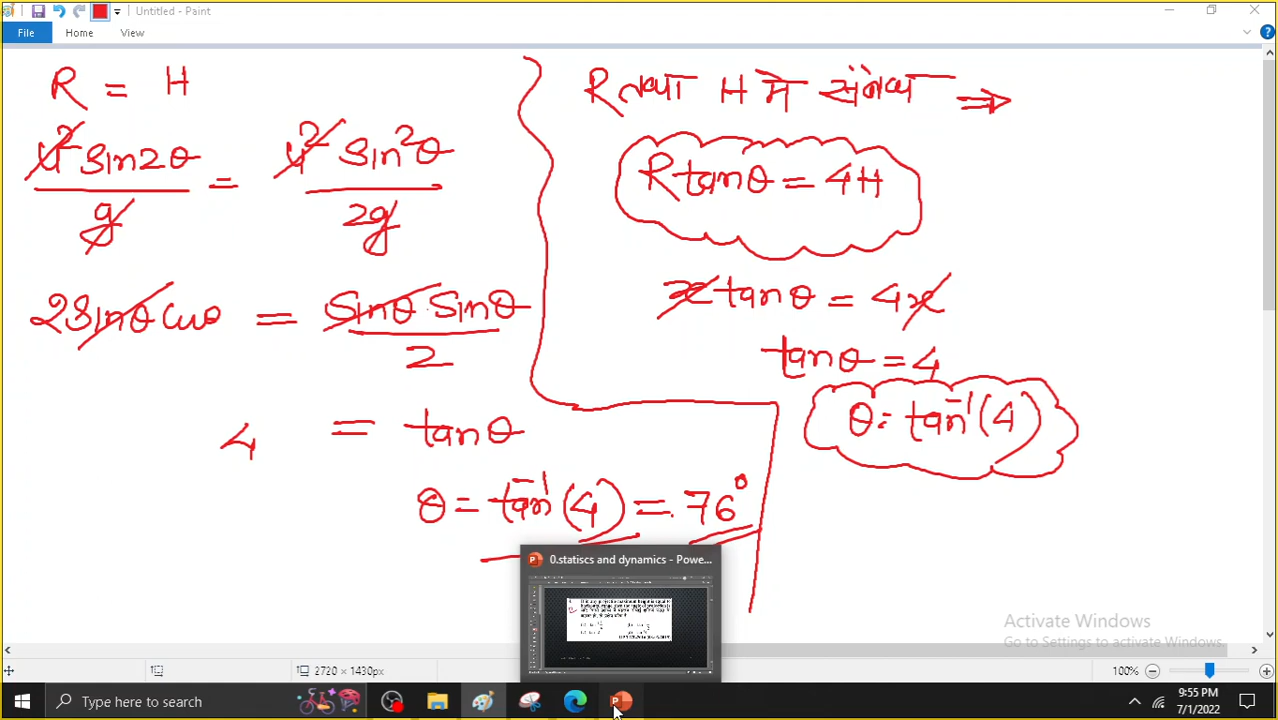 Untitled - Paint
File Home View
R = H
u² sin2θ / g = u² sin²θ / 2g
2 sinθ cosθ = sinθ sinθ / 2
4 = tanθ
θ = tan⁻¹(4) = 76°
R तथा H में संबंध ⇒
R tanθ = 4H
x tanθ = 4x
tanθ = 4
θ = tan⁻¹(4)
0.statiscs and dynamics - Powe...
Activate Windows
Go to Settings to activate Windows.
2720 × 1430px
100%
Type here to search
9:55 PM
7/1/2022